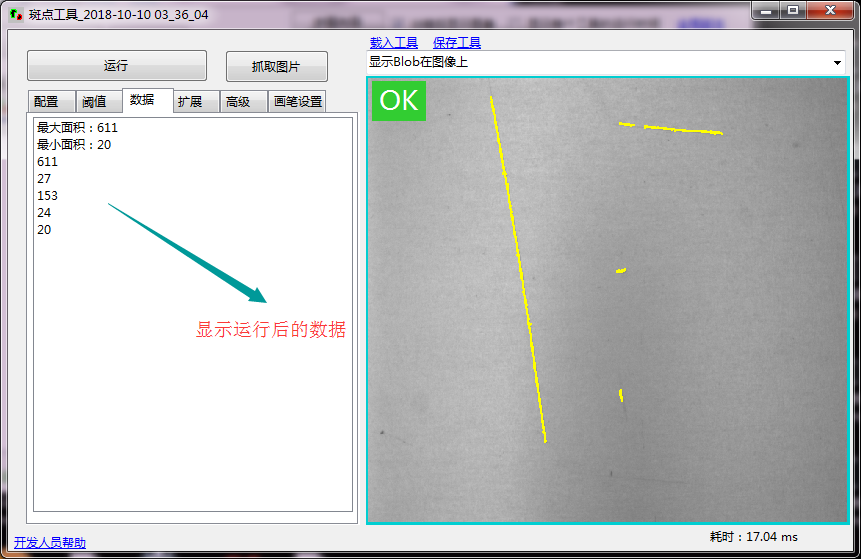 斑点工具_2018-10-10 03_36_04
载入工具 保存工具
运行 抓取图片
显示Blob在图像上
配置 阈值 数据 扩展 高级 画笔设置
OK
最大面积：611
最小面积：20
611
27
153
24
20
显示运行后的数据
耗时：17.04 ms
开发人员帮助